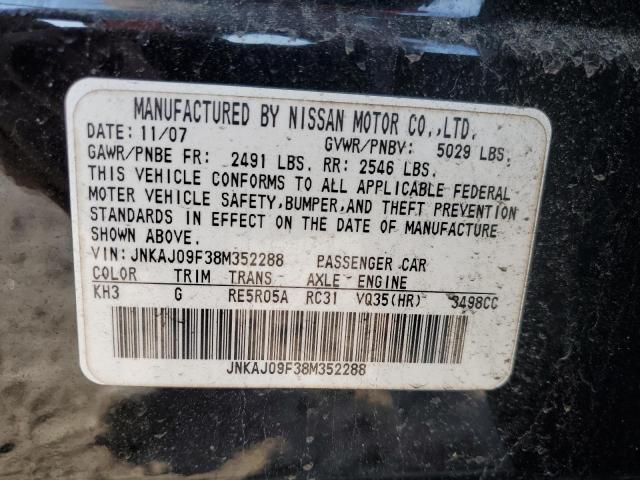 MANUFACTURED BY NISSAN MOTOR CO.,LTD.
DATE: 11/07 GVWR/PNBV: 5029 LBS.
GAWR/PNBE FR: 2491 LBS. RR: 2546 LBS.
THIS VEHICLE CONFORMS TO ALL APPLICABLE FEDERAL
MOTER VEHICLE SAFETY,BUMPER,AND THEFT PREVENTION
STANDARDS IN EFFECT ON THE DATE OF MANUFACTURE
SHOWN ABOVE.
VIN: JNKAJ09F38M352288 PASSENGER CAR
COLOR TRIM TRANS AXLE ENGINE
KH3 G RE5R05A RC31 VQ35(HR) 3498CC
JNKAJ09F38M352288